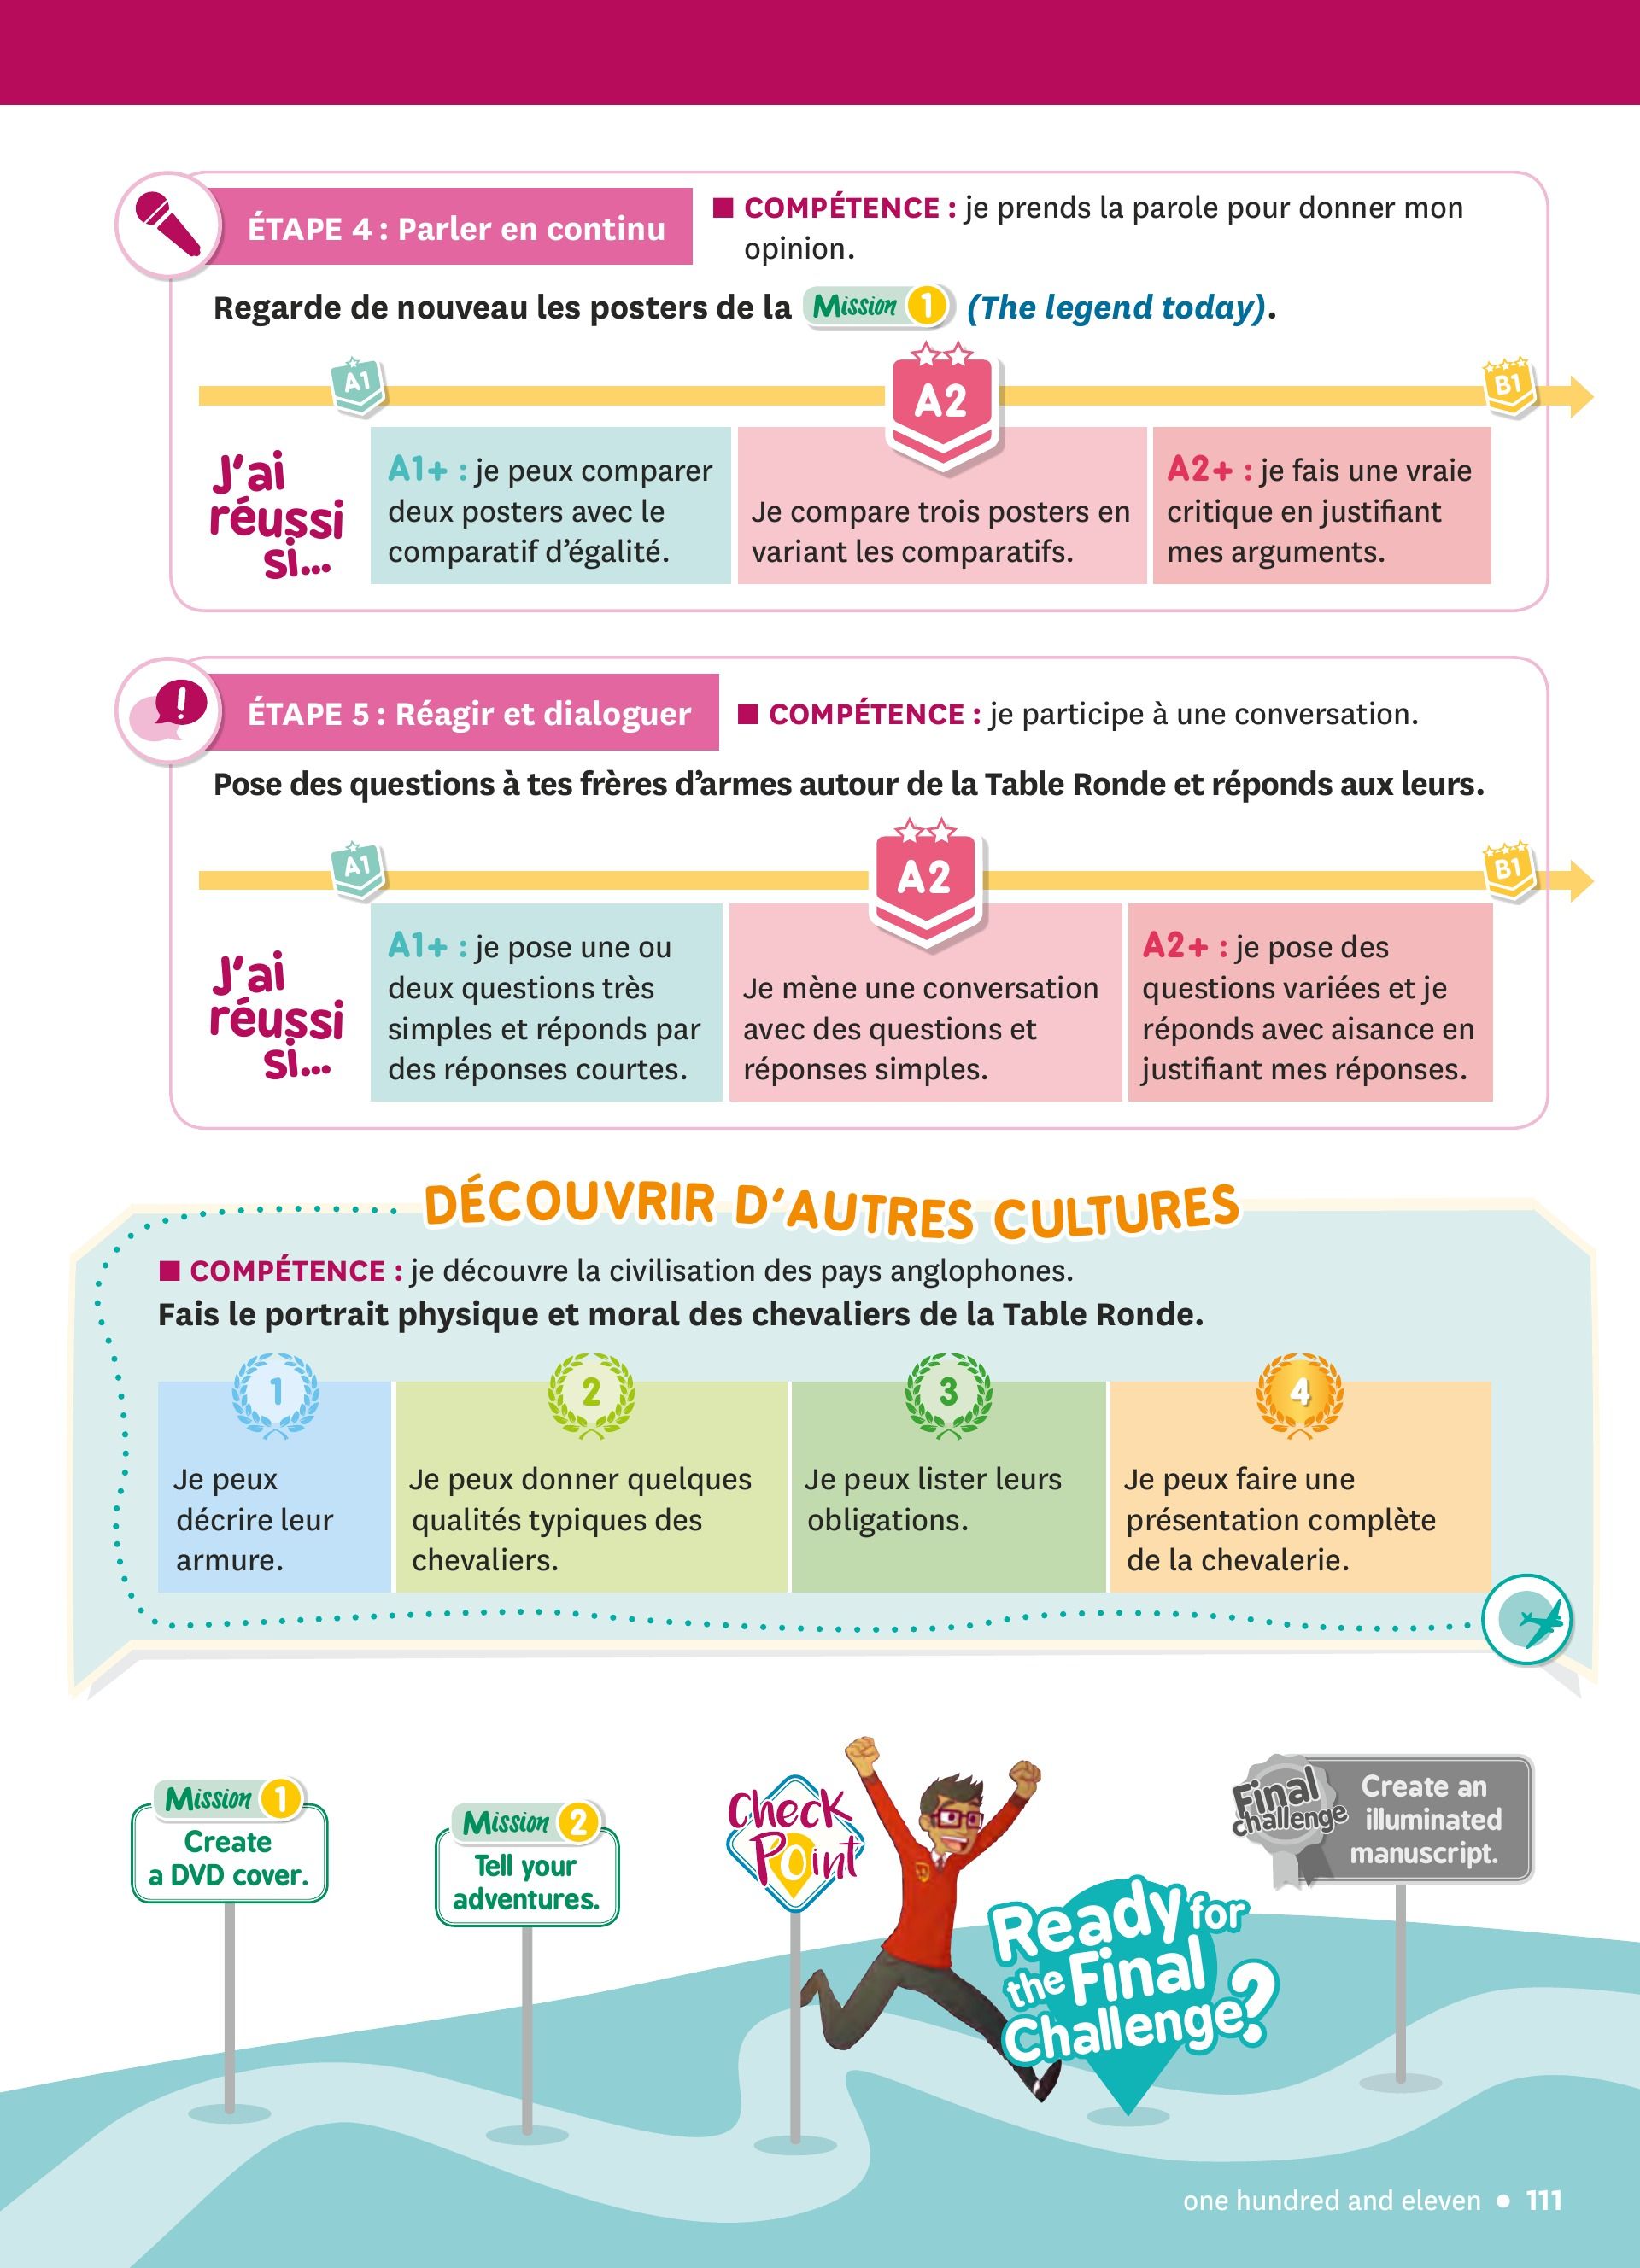 ÉTAPE 4 : Parler en continu
■ COMPÉTENCE : je prends la parole pour donner mon
opinion.
Regarde de nouveau les posters de la Mission 1 (The legend today).
A1
A2
B1
J'ai
réussi
si...
A1+ : je peux comparer
deux posters avec le
comparatif d'égalité.
Je compare trois posters en
variant les comparatifs.
A2+ : je fais une vraie
critique en justifiant
mes arguments.
ÉTAPE 5 : Réagir et dialoguer
■ COMPÉTENCE : je participe à une conversation.
Pose des questions à tes frères d'armes autour de la Table Ronde et réponds aux leurs.
A1
A2
B1
J'ai
réussi
si...
A1+ : je pose une ou
deux questions très
simples et réponds par
des réponses courtes.
Je mène une conversation
avec des questions et
réponses simples.
A2+ : je pose des
questions variées et je
réponds avec aisance en
justifiant mes réponses.
DÉCOUVRIR D'AUTRES CULTURES
■ COMPÉTENCE : je découvre la civilisation des pays anglophones.
Fais le portrait physique et moral des chevaliers de la Table Ronde.
1
Je peux
décrire leur
armure.
2
Je peux donner quelques
qualités typiques des
chevaliers.
3
Je peux lister leurs
obligations.
4
Je peux faire une
présentation complète
de la chevalerie.
Mission 1
Create
a DVD cover.
Mission 2
Tell your
adventures.
Check
Point
Ready for
the Final
Challenge?
Final
challenge
Create an
illuminated
manuscript.
one hundred and eleven • 111